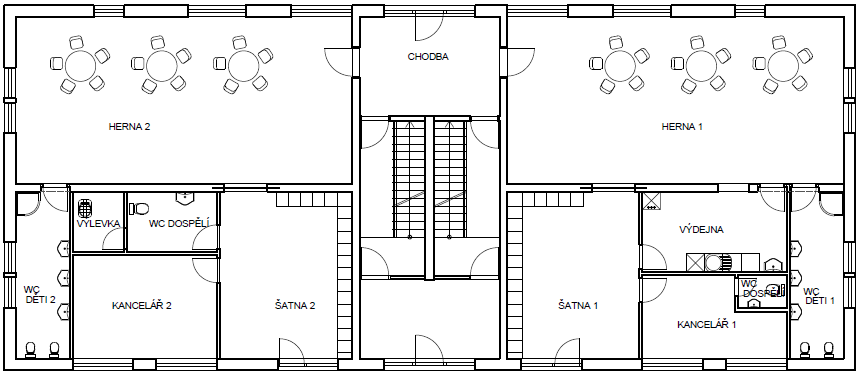 CHODBA
HERNA 2
HERNA 1
VÝLEVKA
WC DOSPĚLÍ
VÝDEJNA
WC
DĚTI 2
KANCELÁŘ 2
ŠATNA 2
ŠATNA 1
WC
DOSPĚLÍ
WC
DĚTI 1
KANCELÁŘ 1